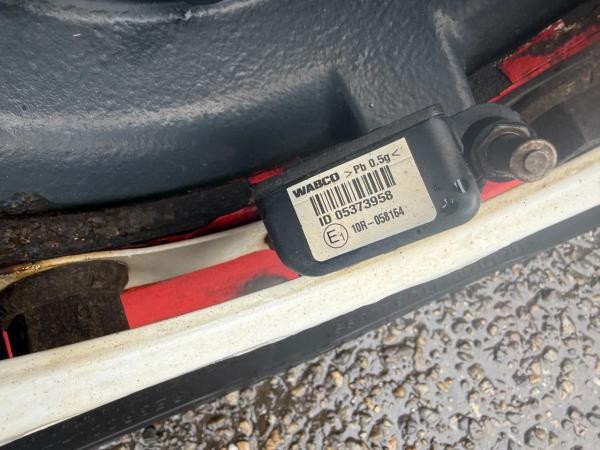 WABCO >Pb 0.5g<
ID 05373958
E1 10R-058164